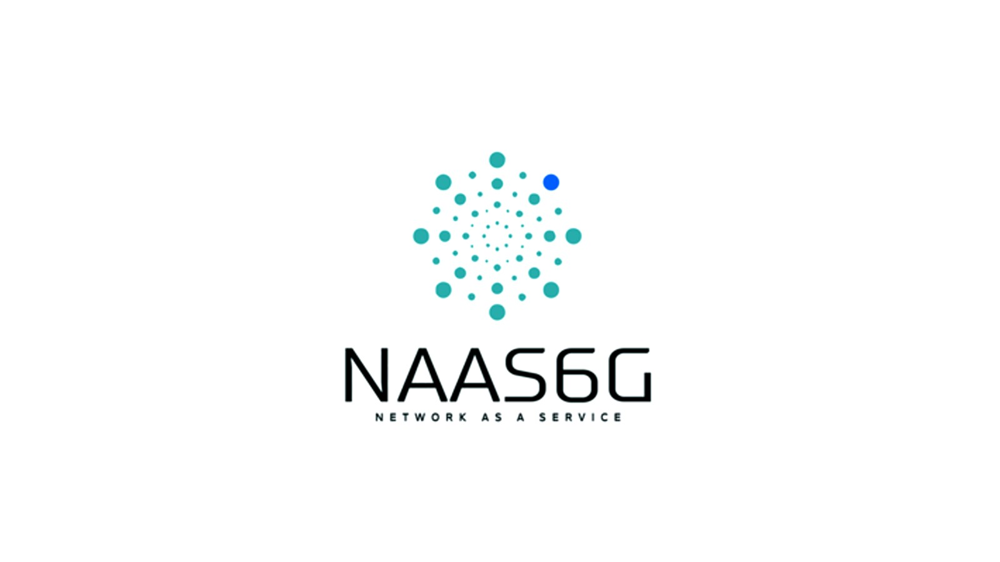 NAAS6G
NETWORK AS A SERVICE